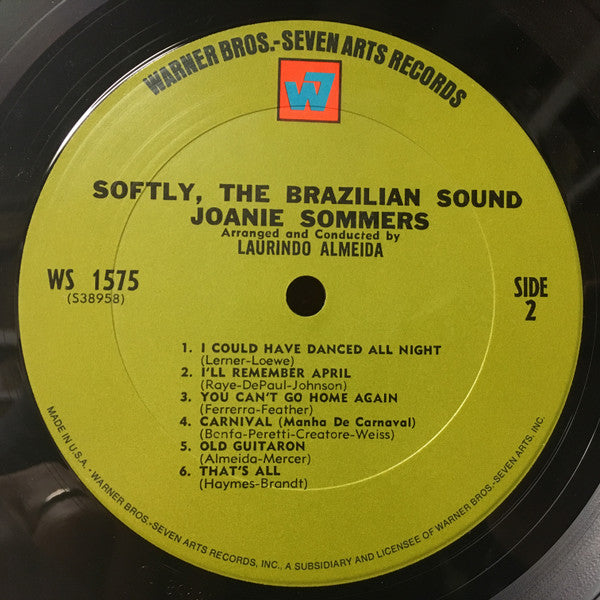 WARNER BROS.-SEVEN ARTS RECORDS
W7
SOFTLY, THE BRAZILIAN SOUND
JOANIE SOMMERS
Arranged and Conducted by
LAURINDO ALMEIDA
WS 1575
(S38958)
SIDE
2
1. I COULD HAVE DANCED ALL NIGHT
(Lerner-Loewe)
2. I'LL REMEMBER APRIL
(Raye-DePaul-Johnson)
3. YOU CAN'T GO HOME AGAIN
(Ferrerra-Feather)
4. CARNIVAL (Manha De Carnaval)
(Bonfa-Peretti-Creatore-Weiss)
5. OLD GUITARON
(Almeida-Mercer)
6. THAT'S ALL
(Haymes-Brandt)
MADE IN U.S.A. • WARNER BROS.-SEVEN ARTS RECORDS, INC., A SUBSIDIARY AND LICENSEE OF WARNER BROS.-SEVEN ARTS, INC.